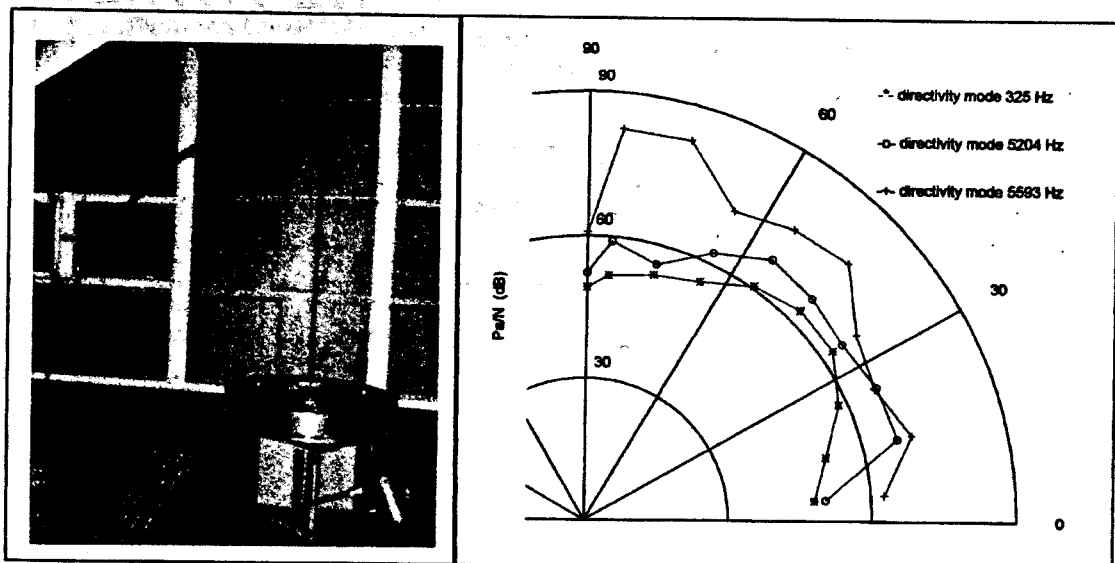 90
90
60
-*- directivity mode 325 Hz
-o- directivity mode 5204 Hz
-+- directivity mode 5593 Hz
60
30
Pa/N (dB)
30
0